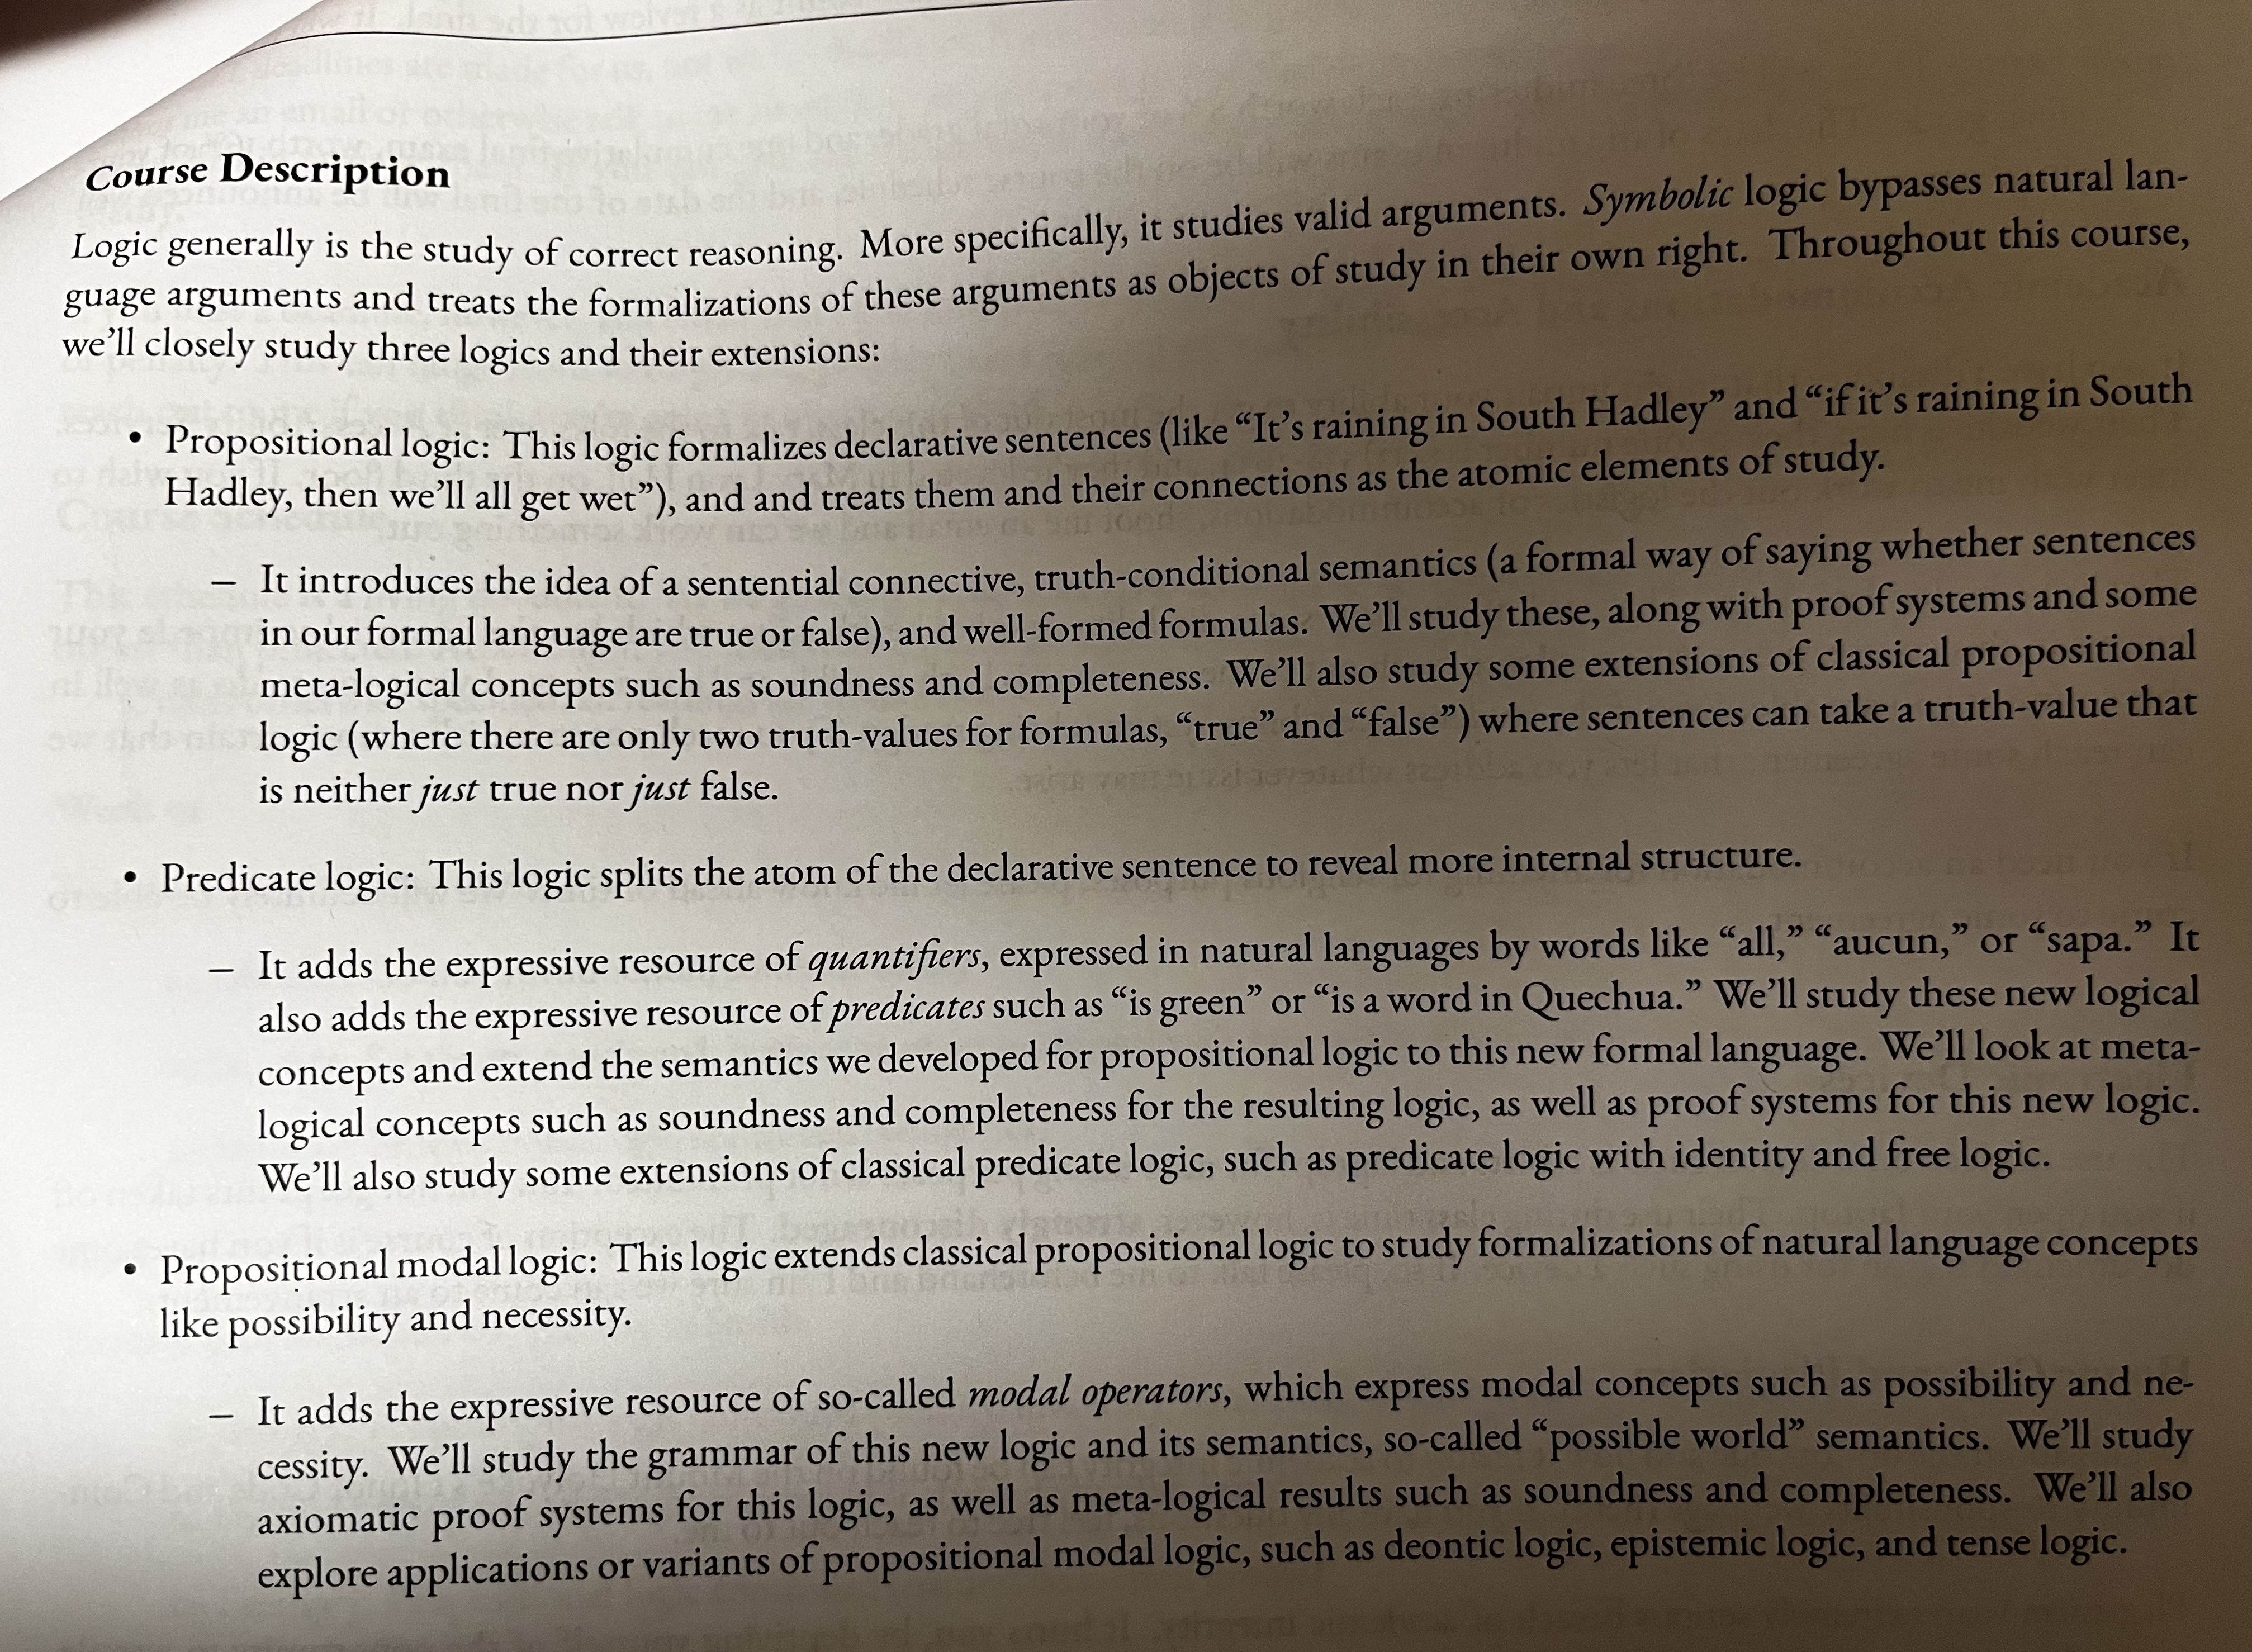 Course Description
Logic generally is the study of correct reasoning. More specifically, it studies valid arguments. Symbolic logic bypasses natural lan-
guage arguments and treats the formalizations of these arguments as objects of study in their own right. Throughout this course,
we’ll closely study three logics and their extensions:
• Propositional logic: This logic formalizes declarative sentences (like “It’s raining in South Hadley” and “if it’s raining in South
Hadley, then we’ll all get wet”), and and treats them and their connections as the atomic elements of study.
– It introduces the idea of a sentential connective, truth-conditional semantics (a formal way of saying whether sentences
in our formal language are true or false), and well-formed formulas. We’ll study these, along with proof systems and some
meta-logical concepts such as soundness and completeness. We’ll also study some extensions of classical propositional
logic (where there are only two truth-values for formulas, “true” and “false”) where sentences can take a truth-value that
is neither just true nor just false.
• Predicate logic: This logic splits the atom of the declarative sentence to reveal more internal structure.
– It adds the expressive resource of quantifiers, expressed in natural languages by words like “all,” “aucun,” or “sapa.” It
also adds the expressive resource of predicates such as “is green” or “is a word in Quechua.” We’ll study these new logical
concepts and extend the semantics we developed for propositional logic to this new formal language. We’ll look at meta-
logical concepts such as soundness and completeness for the resulting logic, as well as proof systems for this new logic.
We’ll also study some extensions of classical predicate logic, such as predicate logic with identity and free logic.
• Propositional modal logic: This logic extends classical propositional logic to study formalizations of natural language concepts
like possibility and necessity.
– It adds the expressive resource of so-called modal operators, which express modal concepts such as possibility and ne-
cessity. We’ll study the grammar of this new logic and its semantics, so-called “possible world” semantics. We’ll study
axiomatic proof systems for this logic, as well as meta-logical results such as soundness and completeness. We’ll also
explore applications or variants of propositional modal logic, such as deontic logic, epistemic logic, and tense logic.